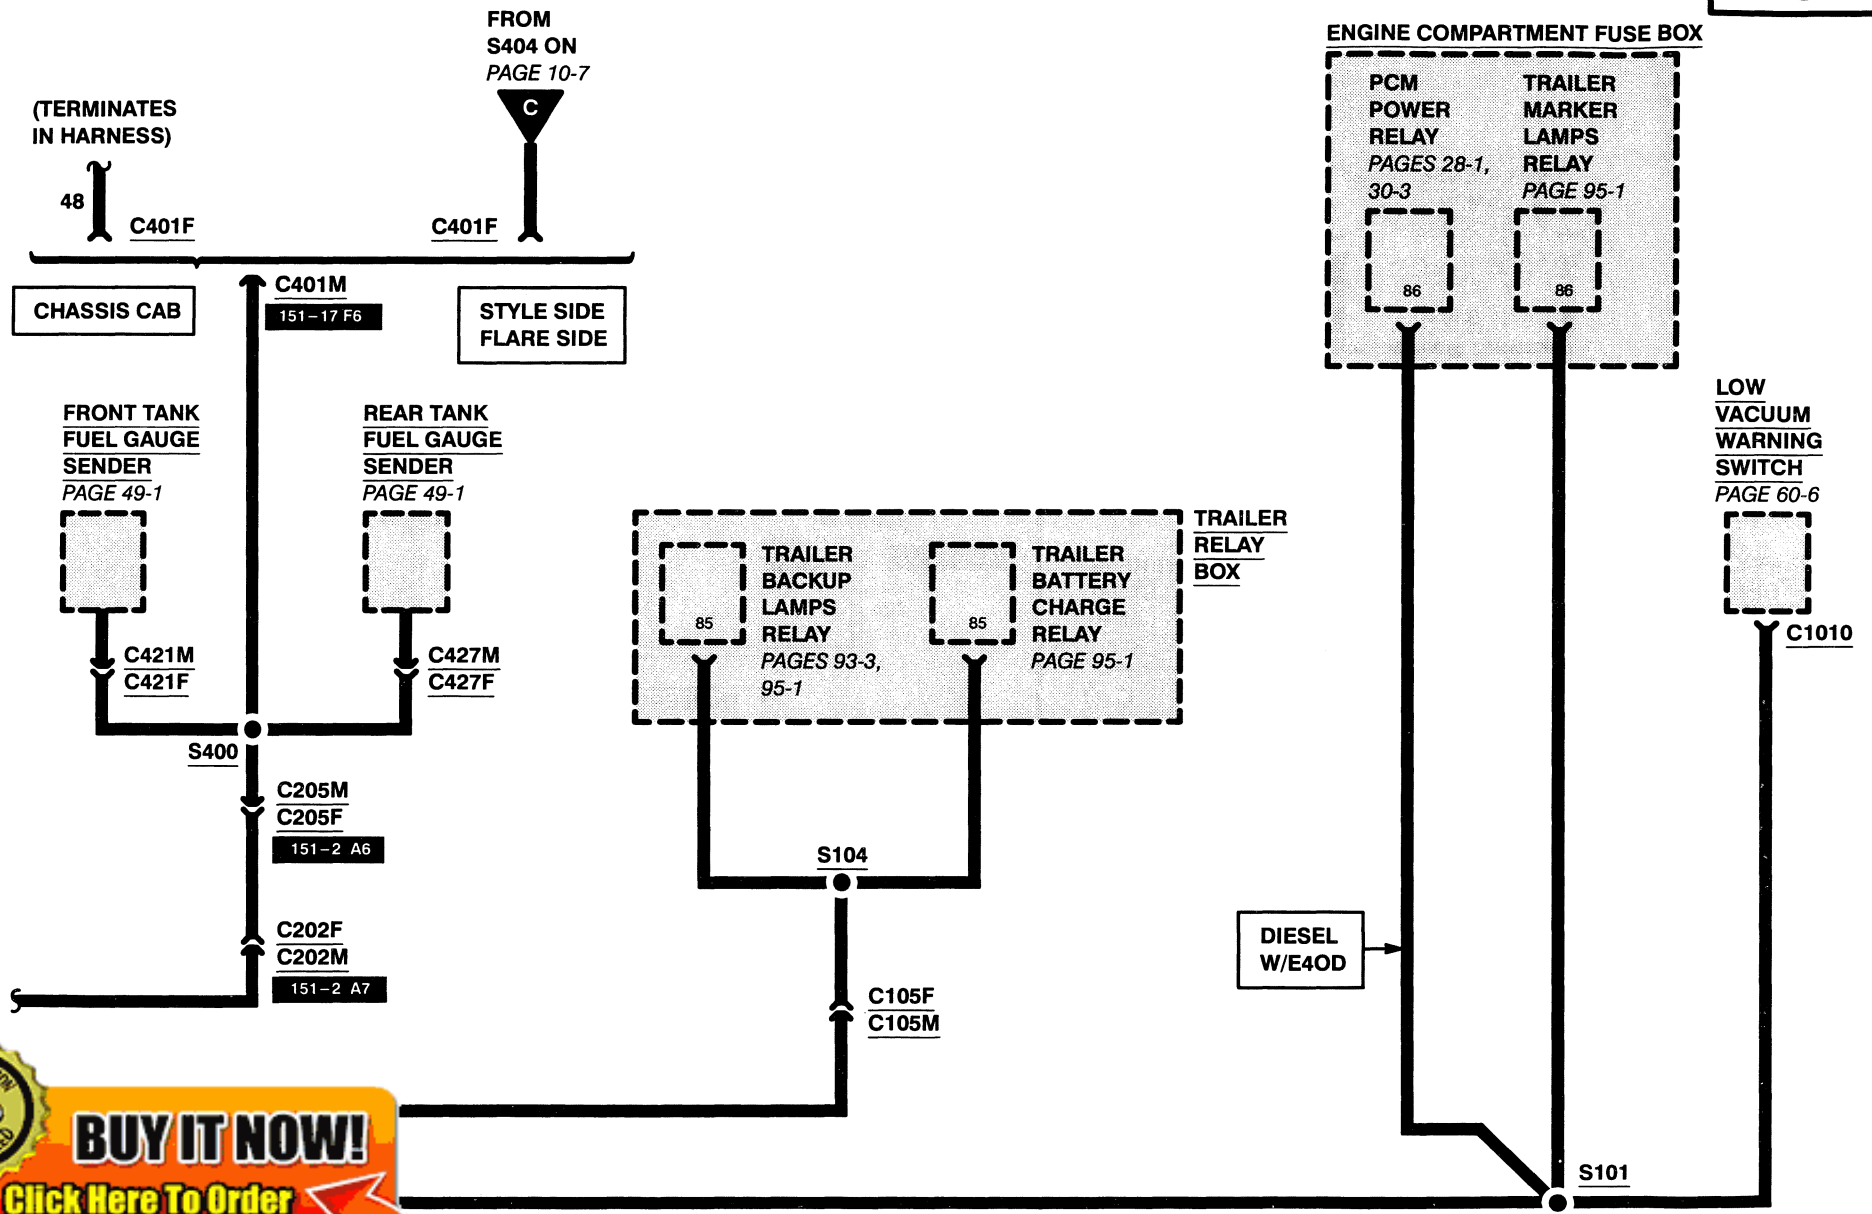 FROM
S404 ON
PAGE 10-7
C
(TERMINATES
IN HARNESS)
48
C401F
C401F
CHASSIS CAB
C401M
151-17 F6
STYLE SIDE
FLARE SIDE
FRONT TANK
FUEL GAUGE
SENDER
PAGE 49-1
REAR TANK
FUEL GAUGE
SENDER
PAGE 49-1
C421M
C421F
C427M
C427F
S400
C205M
C205F
151-2 A6
C202F
C202M
151-2 A7
TRAILER
RELAY
BOX
85
TRAILER
BACKUP
LAMPS
RELAY
PAGES 93-3,
95-1
85
TRAILER
BATTERY
CHARGE
RELAY
PAGE 95-1
S104
C105F
C105M
ENGINE COMPARTMENT FUSE BOX
PCM
POWER
RELAY
PAGES 28-1,
30-3
86
TRAILER
MARKER
LAMPS
RELAY
PAGE 95-1
86
LOW
VACUUM
WARNING
SWITCH
PAGE 60-6
C1010
DIESEL
W/E4OD
S101
BUY IT NOW!
Click Here To Order